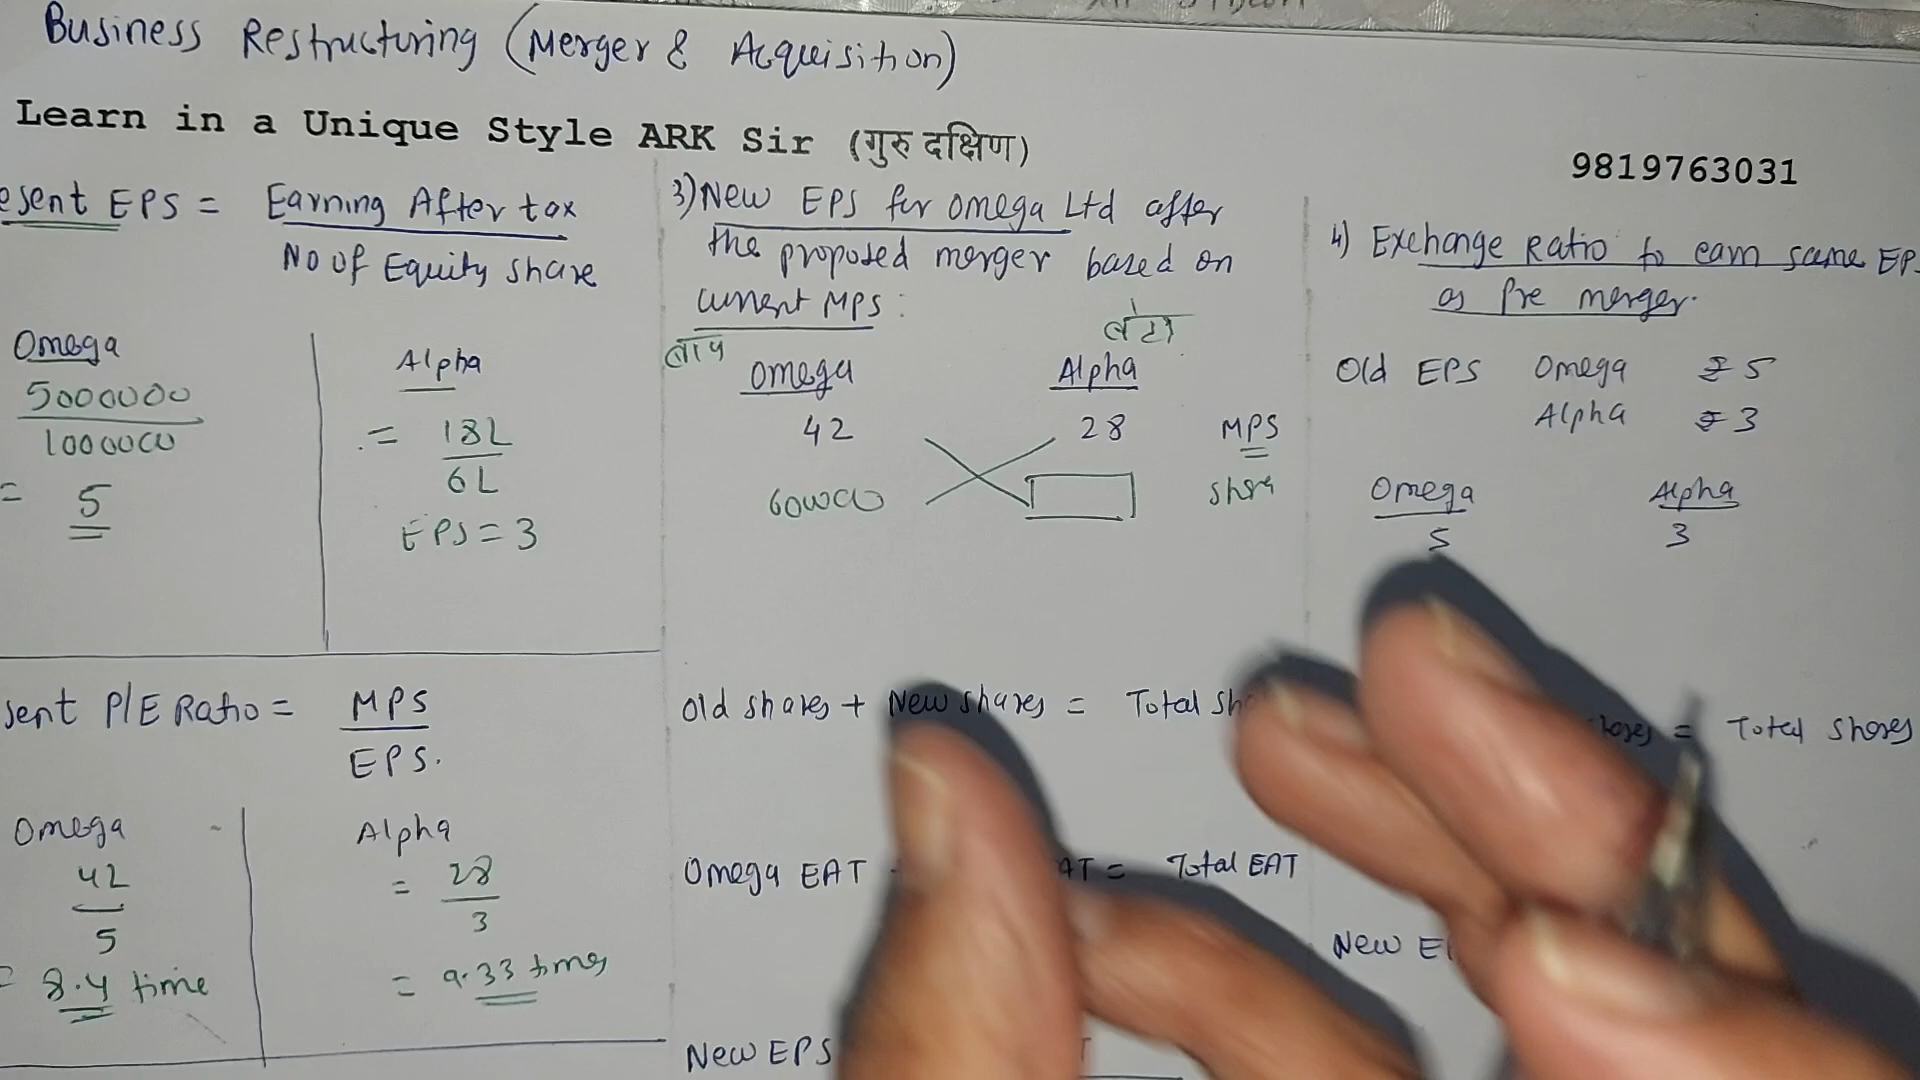 Business Restructuring (Merger & Acquisition)
Learn in a Unique Style ARK Sir (गुरु दक्षिण)
9819763031
esent EPS = Earning After tax
No of Equity share
Omega
5000000
1000000
= 5
Alpha
= 18L
6L
EPS = 3
sent P/E Ratio = MPS
EPS.
Omega
42
5
= 8.4 time
Alpha
= 28
3
= 9.33 times
3) New EPS for omega Ltd after
the proposed merger based on
current MPS :
बाप बेटा
omega Alpha
42 28 MPS
600000
Old shares + New shares = Total Sh
Omega EAT AT = Total EAT
New EPS
4) Exchange Ratio to earn same EP
as Pre merger.
Old EPS Omega ₹ 5
Alpha ₹ 3
Omega Alpha
5 3
= Total Shares
New E